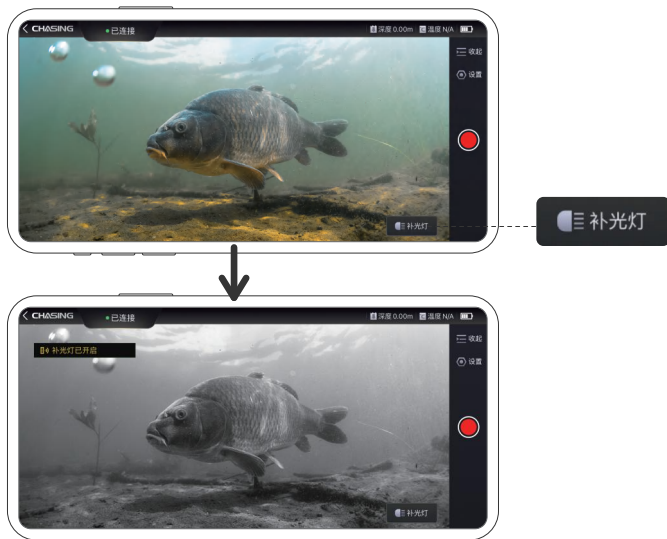 CHASING
已连接
深度 0.00m
温度 N/A
收起
设置
补光灯
补光灯
CHASING
已连接
深度 0.00m
温度 N/A
补光灯已开启
收起
设置
补光灯